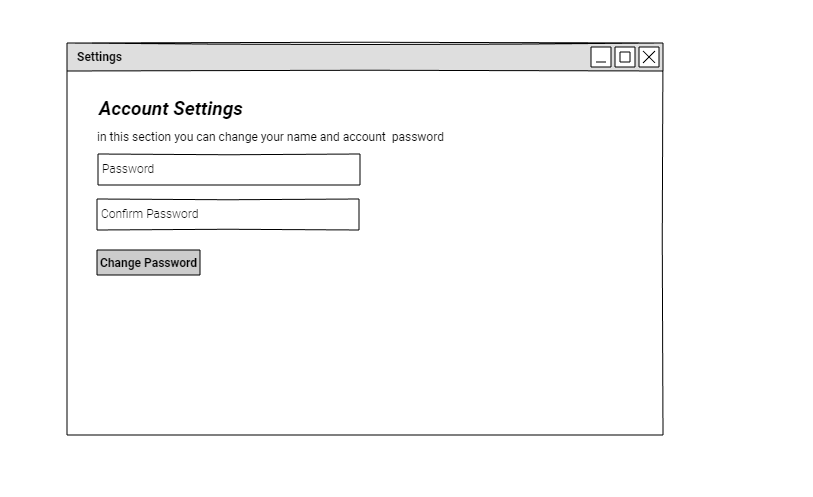 Settings
Account Settings
in this section you can change your name and account  password
Password
Confirm Password
Change Password